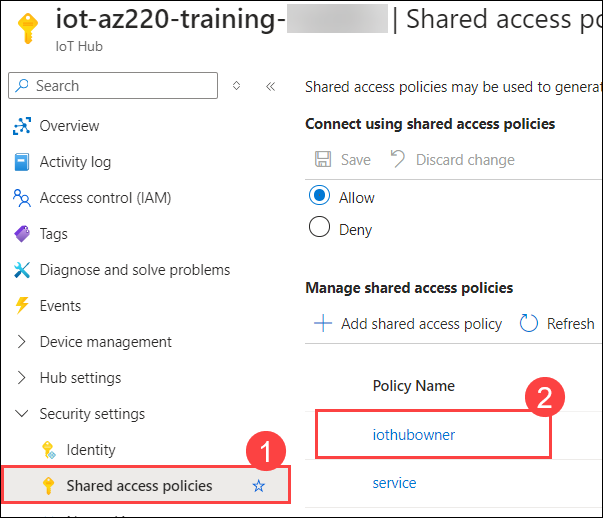 iot-az220-training- | Shared access po
IoT Hub
Search
Overview
Activity log
Access control (IAM)
Tags
Diagnose and solve problems
Events
Device management
Hub settings
Security settings
Identity
1
Shared access policies
Shared access policies may be used to generat
Connect using shared access policies
Save Discard change
Allow
Deny
Manage shared access policies
Add shared access policy Refresh
Policy Name
2
iothubowner
service